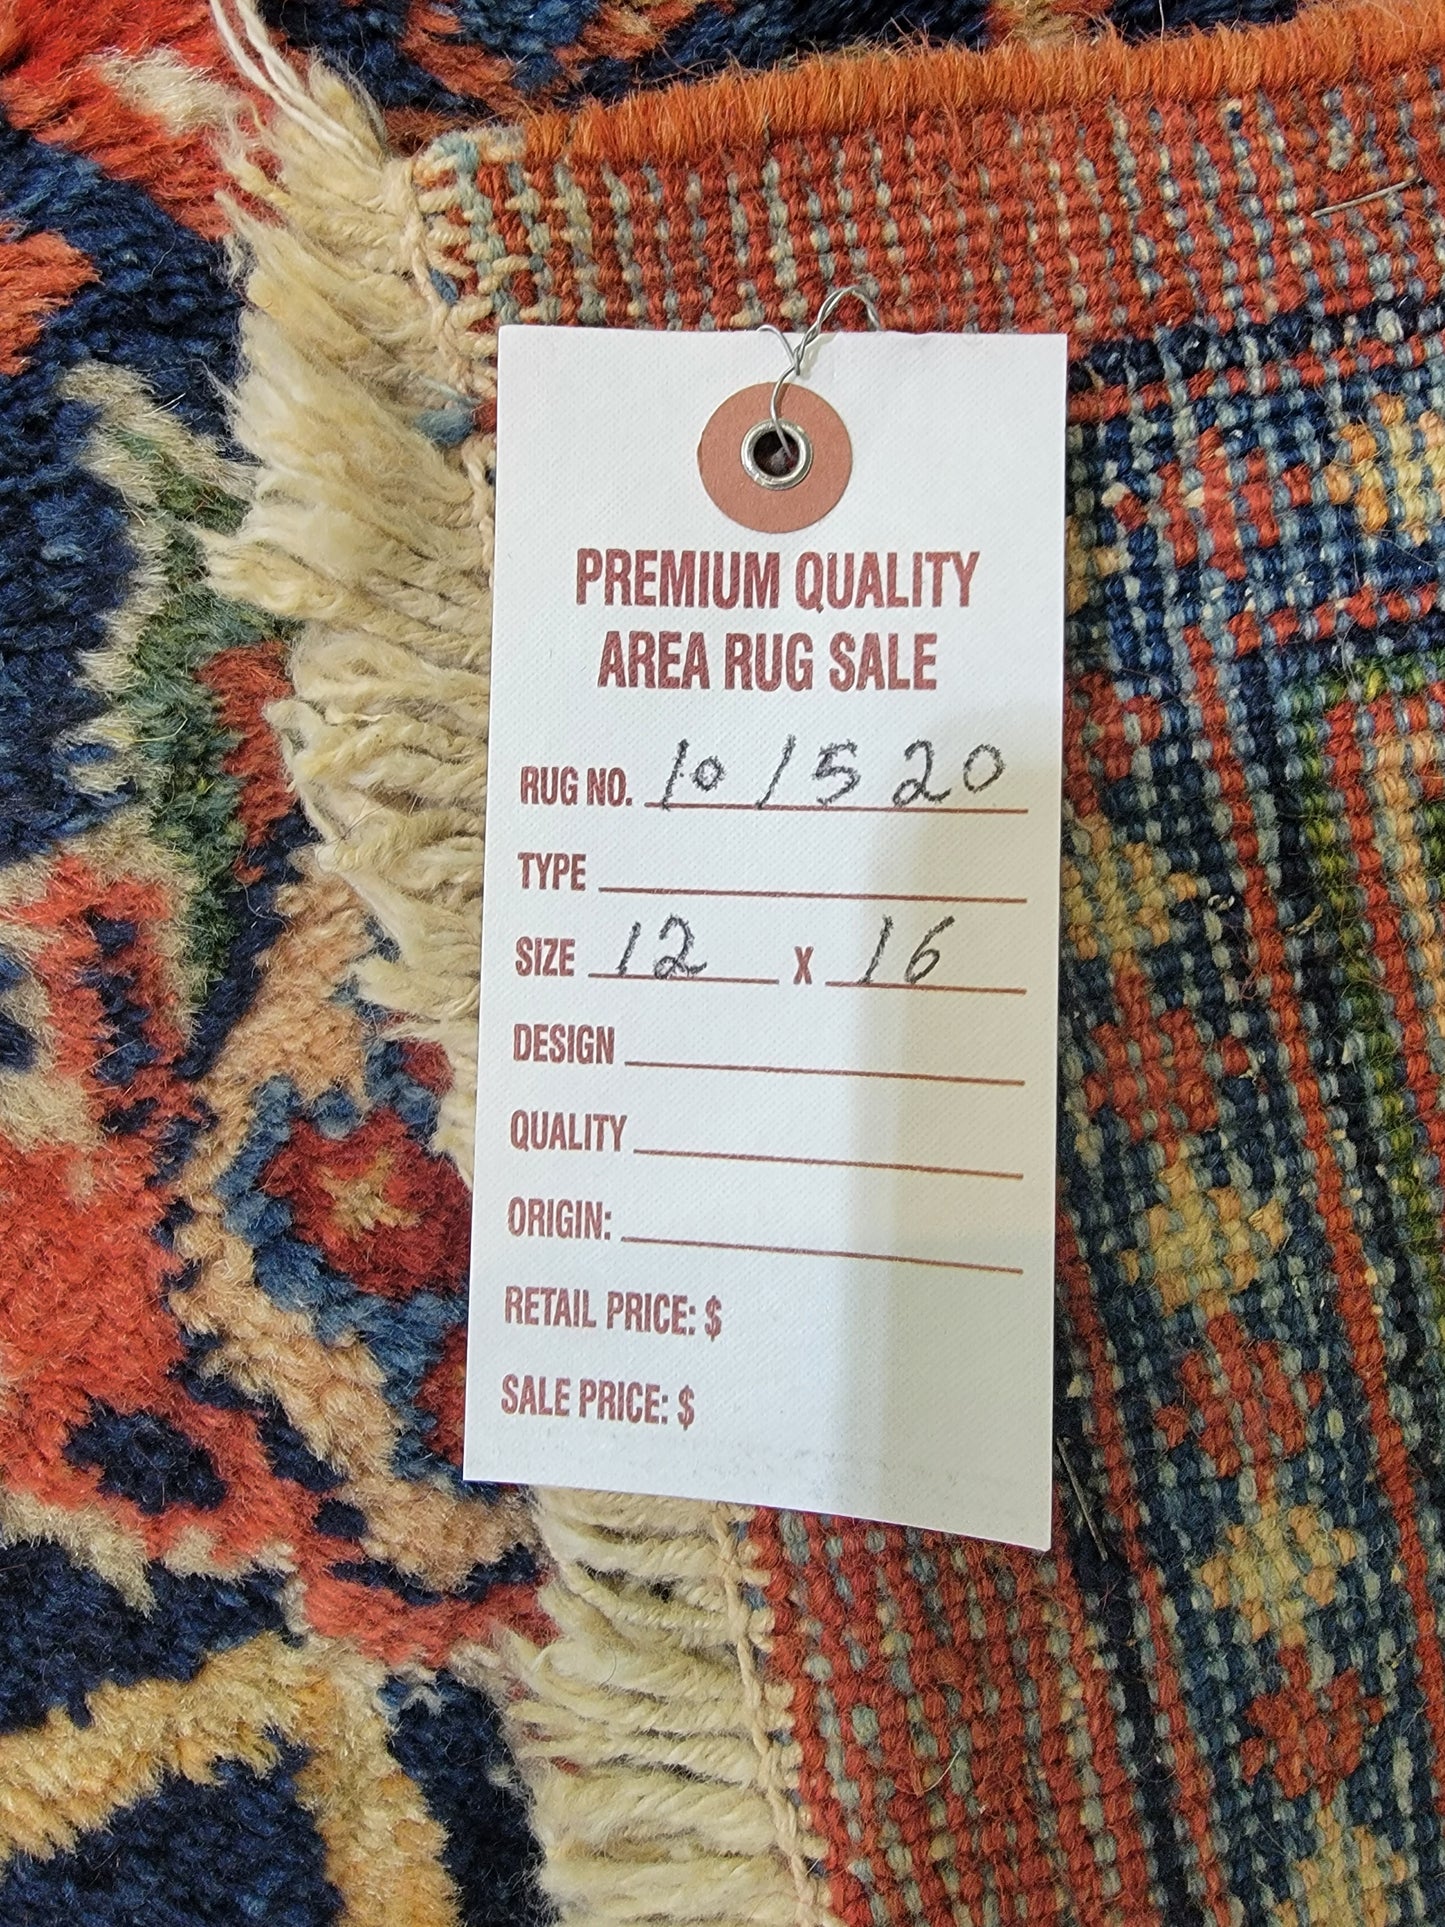 PREMIUM QUALITY
AREA RUG SALE
RUG NO. 101520
TYPE
SIZE 12 X 16
DESIGN
QUALITY
ORIGIN:
RETAIL PRICE: $
SALE PRICE: $